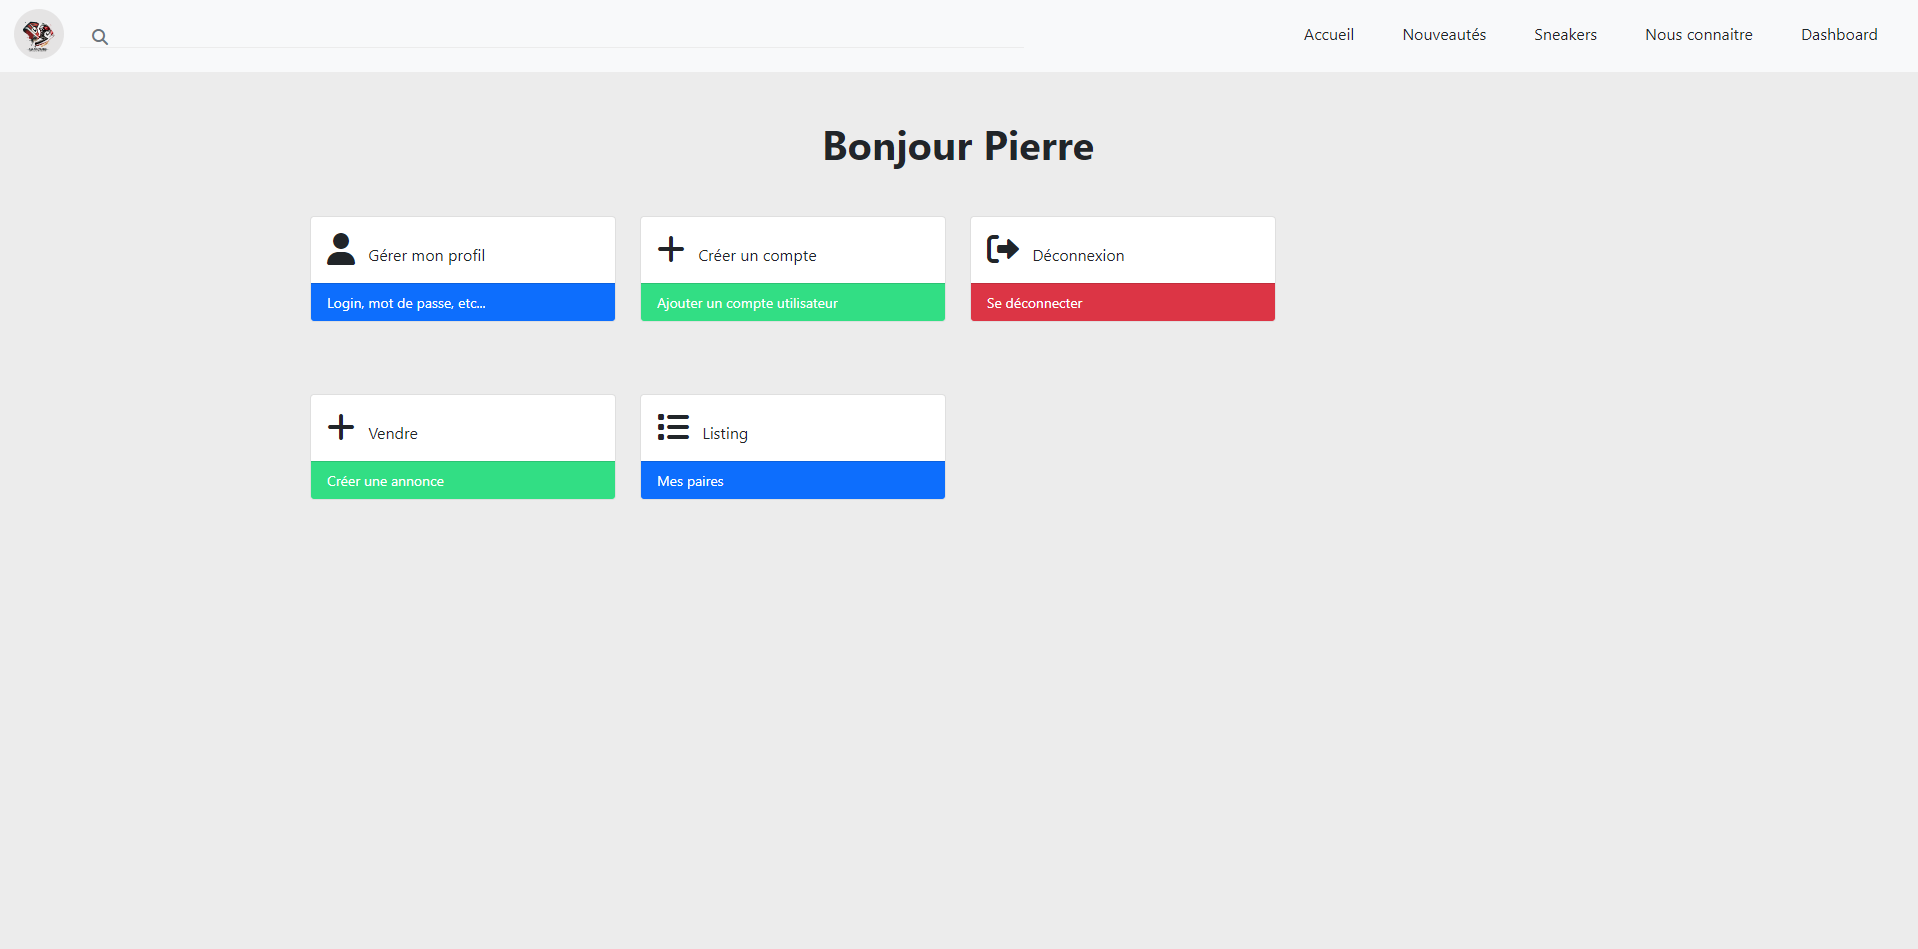 Accueil Nouveautés Sneakers Nous connaitre Dashboard
Bonjour Pierre
Gérer mon profil
Login, mot de passe, etc...
Créer un compte
Ajouter un compte utilisateur
Déconnexion
Se déconnecter
Vendre
Créer une annonce
Listing
Mes paires